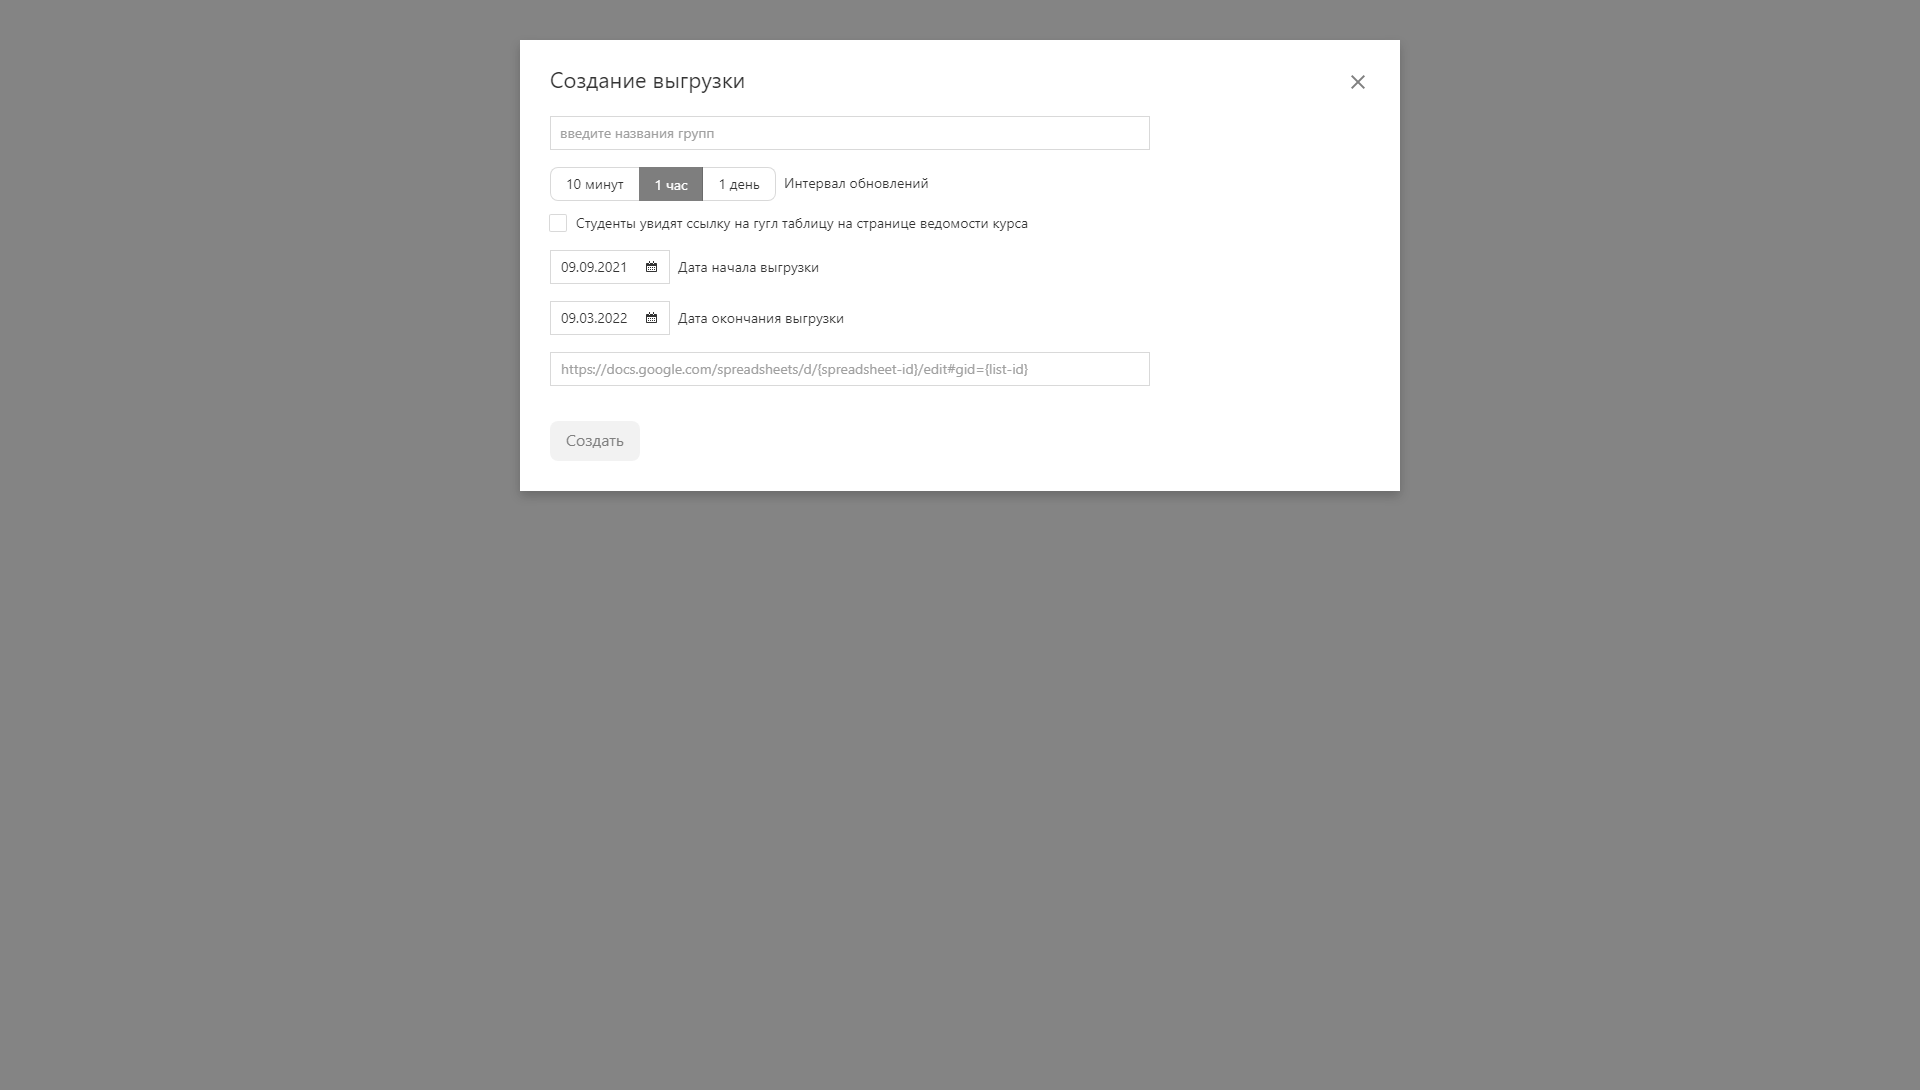 Создание выгрузки
введите названия групп
10 минут 1 час 1 день Интервал обновлений
Студенты увидят ссылку на гугл таблицу на странице ведомости курса
09.09.2021 Дата начала выгрузки
09.03.2022 Дата окончания выгрузки
https://docs.google.com/spreadsheets/d/{spreadsheet-id}/edit#gid={list-id}
Создать